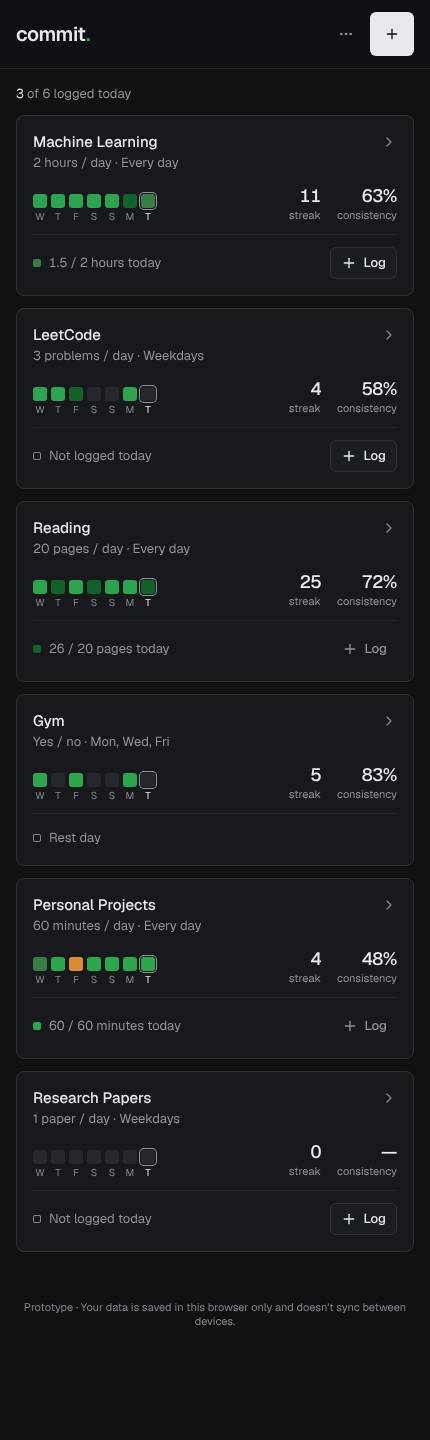 commit.
3 of 6 logged today
Machine Learning
2 hours / day · Every day
11 63%
W T F S S M T streak consistency
1.5 / 2 hours today + Log
LeetCode
3 problems / day · Weekdays
4 58%
W T F S S M T streak consistency
Not logged today + Log
Reading
20 pages / day · Every day
25 72%
W T F S S M T streak consistency
26 / 20 pages today + Log
Gym
Yes / no · Mon, Wed, Fri
5 83%
W T F S S M T streak consistency
Rest day
Personal Projects
60 minutes / day · Every day
4 48%
W T F S S M T streak consistency
60 / 60 minutes today + Log
Research Papers
1 paper / day · Weekdays
0 —
W T F S S M T streak consistency
Not logged today + Log
Prototype · Your data is saved in this browser only and doesn't sync between
devices.